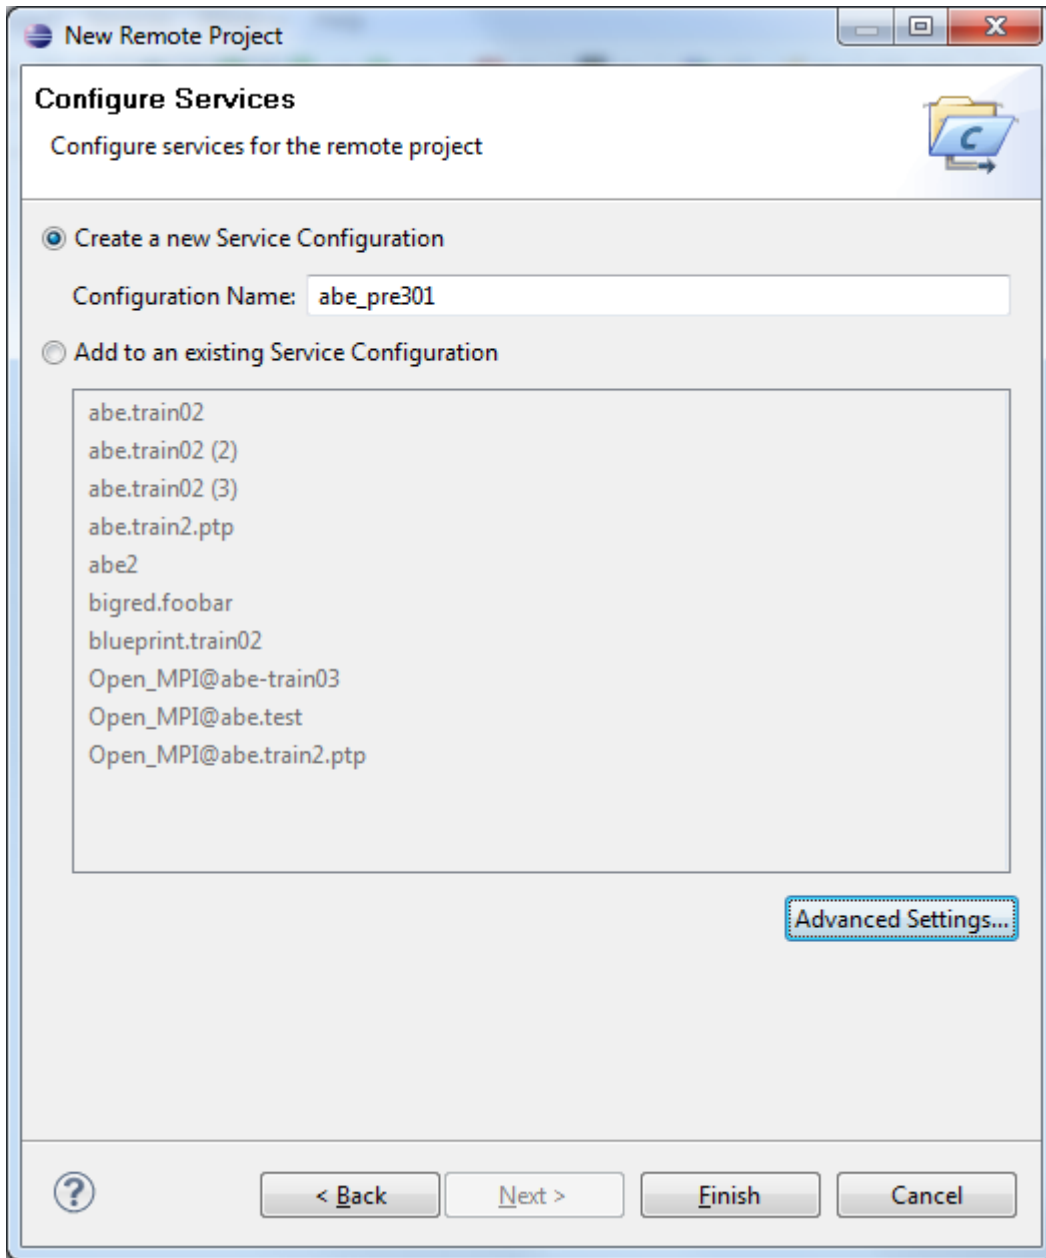 New Remote Project
Configure Services
Configure services for the remote project
C
Create a new Service Configuration
Configuration Name: abe_pre301
Add to an existing Service Configuration
abe.train02
abe.train02 (2)
abe.train02 (3)
abe.train2.ptp
abe2
bigred.foobar
blueprint.train02
Open_MPI@abe-train03
Open_MPI@abe.test
Open_MPI@abe.train2.ptp
Advanced Settings...
? < Back Next > Finish Cancel